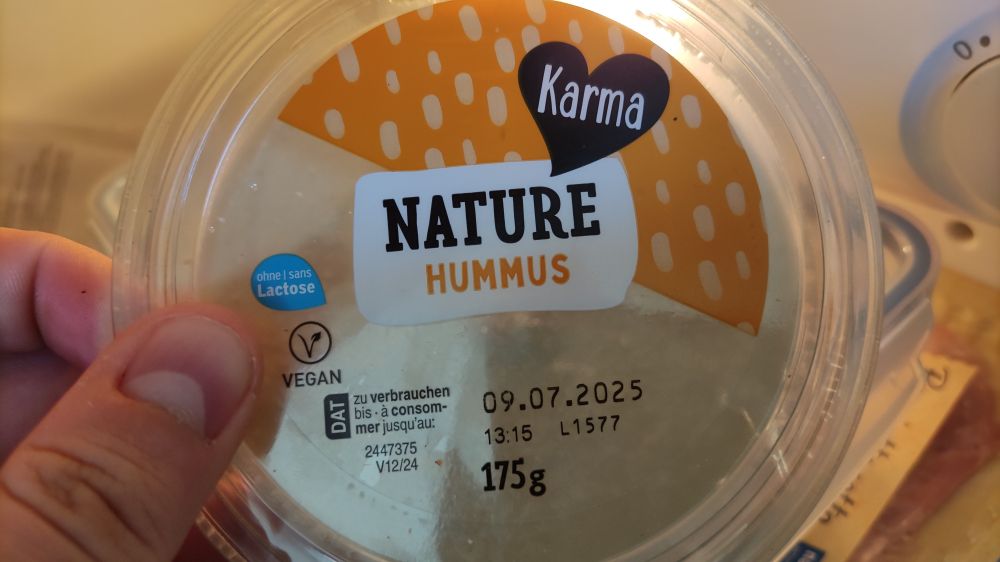 Karma
NATURE
HUMMUS
ohne | sans
Lactose
VEGAN
DAT
zu verbrauchen
bis · à consom-
mer jusqu'au:
2447375
V12/24
09.07.2025
13:15 L1577
175g